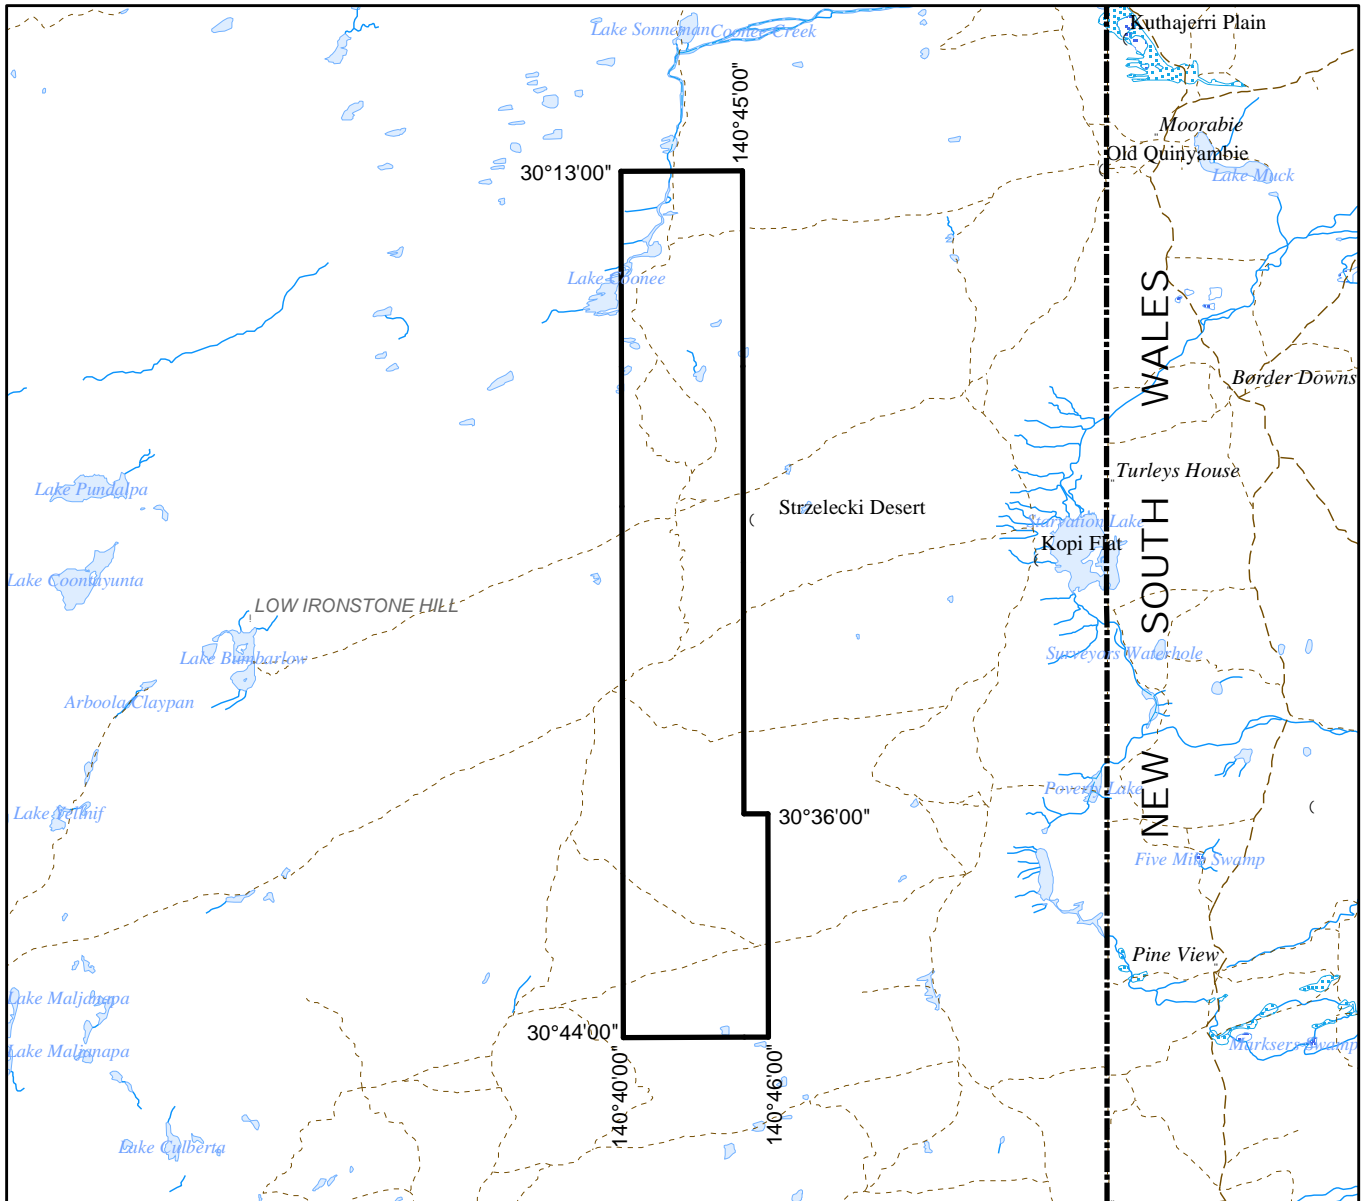 Kuthajerri Plain
Lake Sonneman
Coonee Creek
140°45'00"
Moorabie
Old Quinyambie
30°13'00"
Lake Muck
Lake Coonee
NEW SOUTH WALES
Border Downs
Turleys House
Lake Pundalpa
Strzelecki Desert
Starvation Lake
Kopi Flat
Lake Coontayunta
LOW IRONSTONE HILL
Lake Bumbarlow
Surveyors Waterhole
Arboola Claypan
Poverty Lake
Lake Yelknif
30°36'00"
Five Mile Swamp
Pine View
Lake Maljanapa
30°44'00"
Lake Maljanapa
Marksers Swamp
140°40'00"
140°46'00"
Lake Culberta